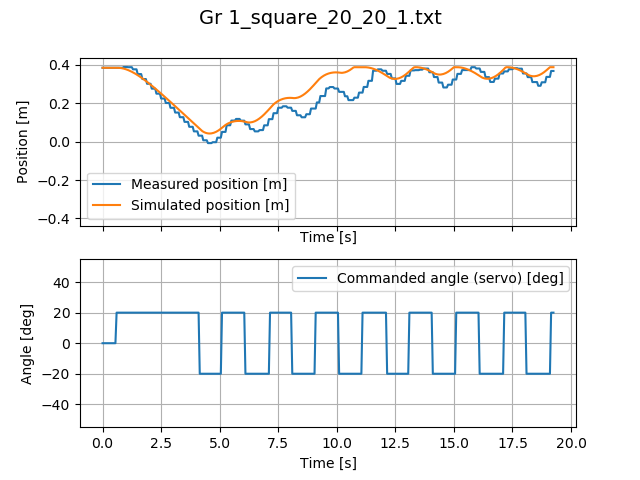 Gr 1_square_20_20_1.txt
0.4
0.2
0.0
−0.2
−0.4
Position [m]
Measured position [m]
Simulated position [m]
Time [s]
40
20
0
−20
−40
Angle [deg]
Commanded angle (servo) [deg]
0.0 2.5 5.0 7.5 10.0 12.5 15.0 17.5 20.0
Time [s]